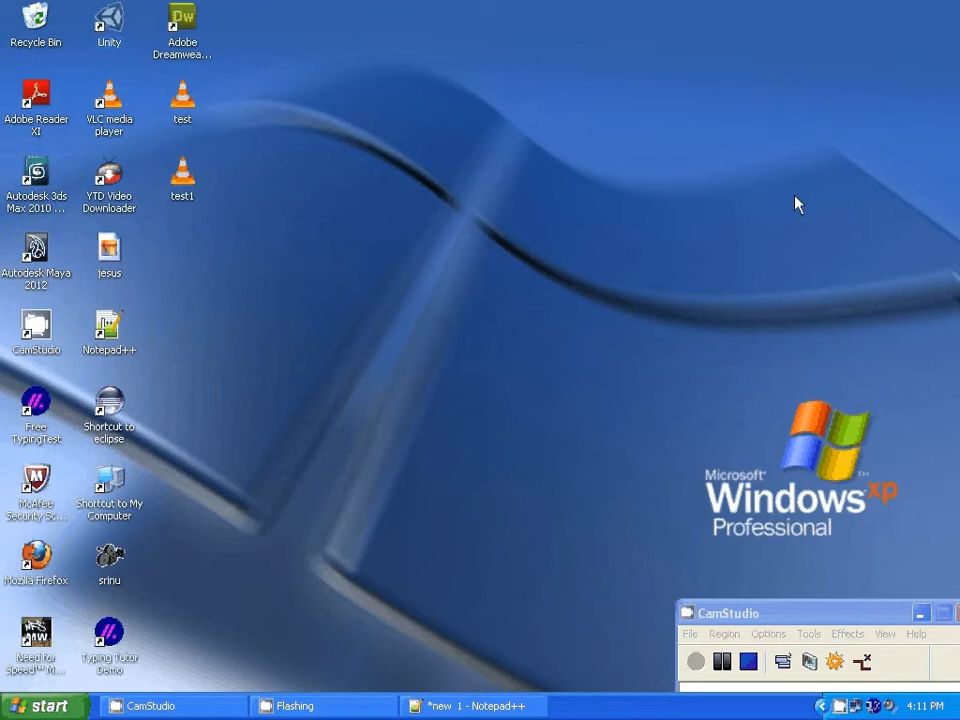 Recycle Bin
Unity
Adobe
Dreamwea...
Adobe Reader
XI
VLC media
player
test
Autodesk 3ds
Max 2010 ...
YTD Video
Downloader
test1
Autodesk Maya
2012
jesus
CamStudio
Notepad++
Free
TypingTest
Shortcut to
eclipse
McAfee
Security Sc...
Shortcut to My
Computer
Mozilla Firefox
srinu
Need for
Speed™ M...
Typing Tutor
Demo
Microsoft®
Windows xp
Professional
CamStudio
File Region Options Tools Effects View Help
start
CamStudio
Flashing
*new 1 - Notepad++
4:11 PM